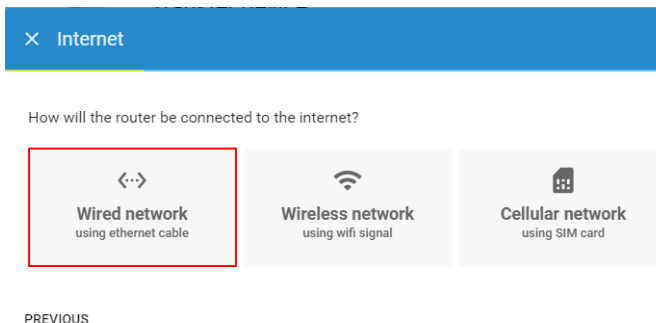 Internet
How will the router be connected to the internet?
Wired network
using ethernet cable
Wireless network
using wifi signal
Cellular network
using SIM card
PREVIOUS